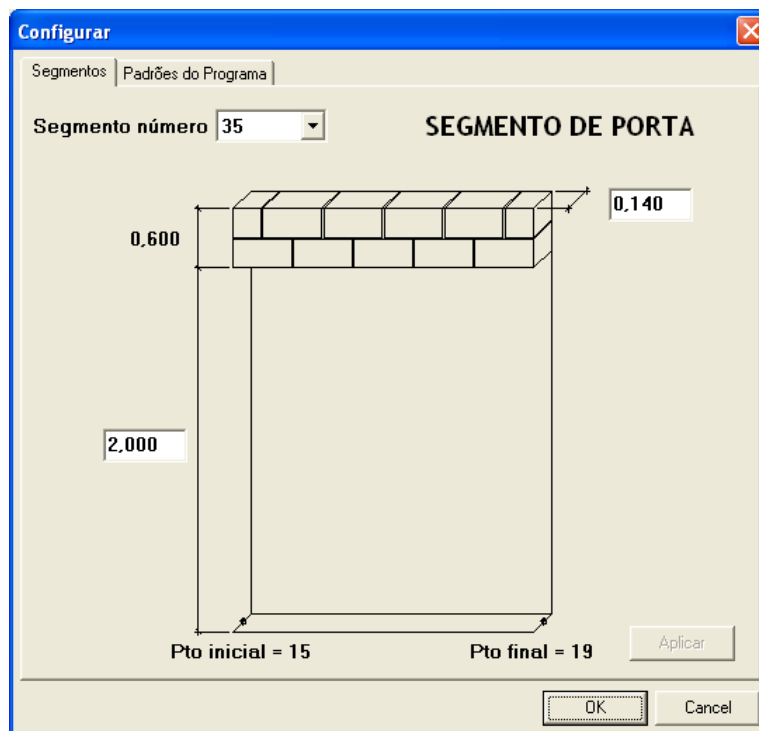 Configurar
Segmentos Padrões do Programa
Segmento número 35 SEGMENTO DE PORTA
0,140
0,600
2,000
Pto inicial = 15 Pto final = 19
Aplicar
OK Cancel